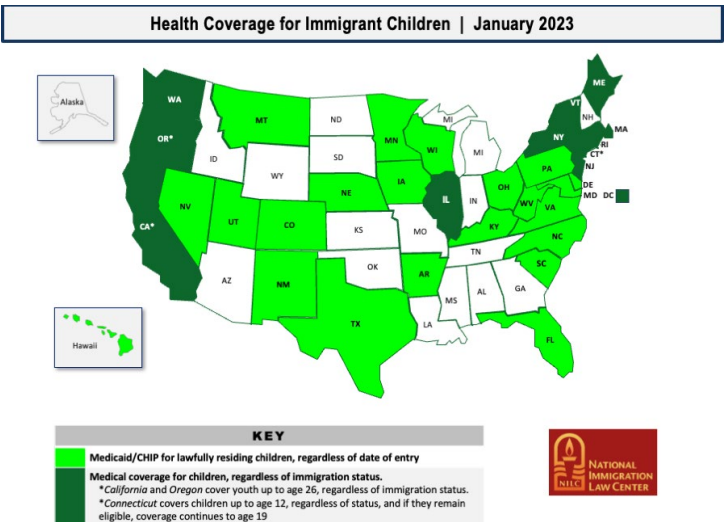 Health Coverage for Immigrant Children | January 2023
Alaska
WA
OR*
CA*
MT
ID
WY
NV
UT
CO
AZ
NM
ND
SD
NE
KS
OK
TX
MN
IA
MO
AR
LA
WI
IL
MI
MI
IN
OH
KY
TN
MS
AL
GA
FL
SC
NC
VA
WV
PA
NY
VT
NH
ME
MA
RI
CT*
NJ
DE
MD
DC
Hawaii
KEY
Medicaid/CHIP for lawfully residing children, regardless of date of entry
Medical coverage for children, regardless of immigration status.
*California and Oregon cover youth up to age 26, regardless of immigration status.
*Connecticut covers children up to age 12, regardless of status, and if they remain
eligible, coverage continues to age 19
NILC
NATIONAL
IMMIGRATION
LAW CENTER